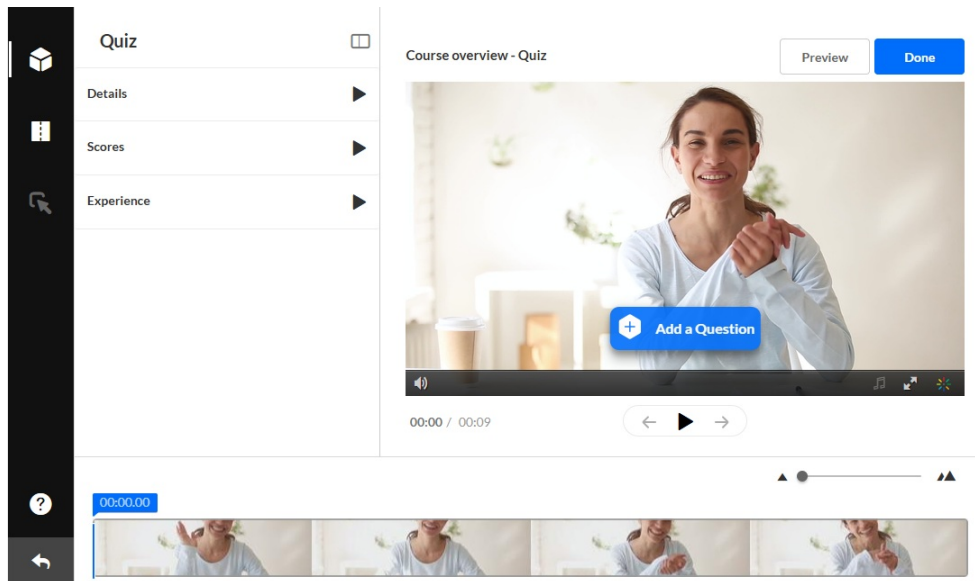 Quiz
Details
Scores
Experience
Course overview - Quiz
Preview
Done
Add a Question
00:00 / 00:09
?
00:00.00